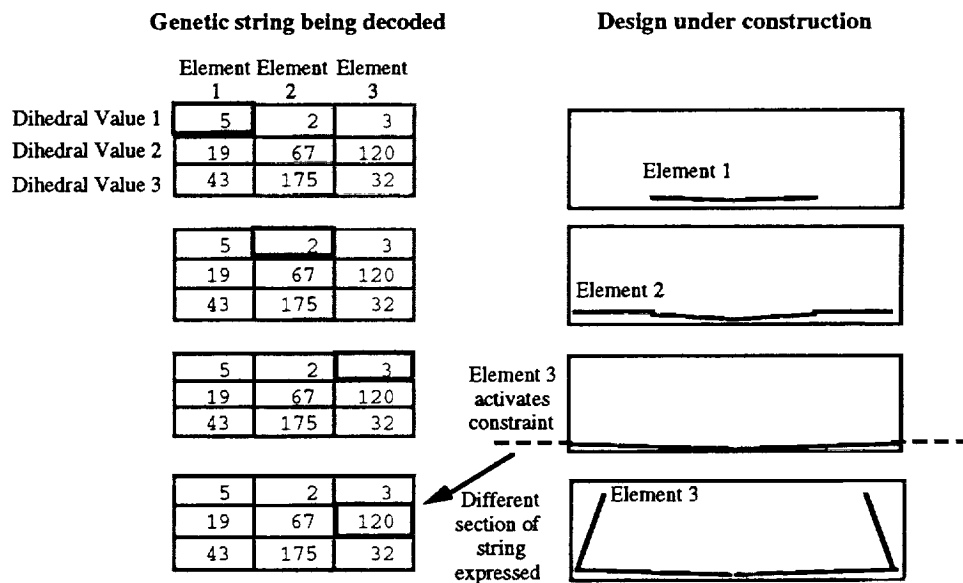 Genetic string being decoded
Design under construction
Element Element Element
1 2 3
Dihedral Value 1 5 2 3
Dihedral Value 2 19 67 120
Dihedral Value 3 43 175 32
Element 1
5 2 3
19 67 120
43 175 32
Element 2
5 2 3
19 67 120
43 175 32
Element 3
activates
constraint
5 2 3
19 67 120
43 175 32
Different
section of
string
expressed
Element 3